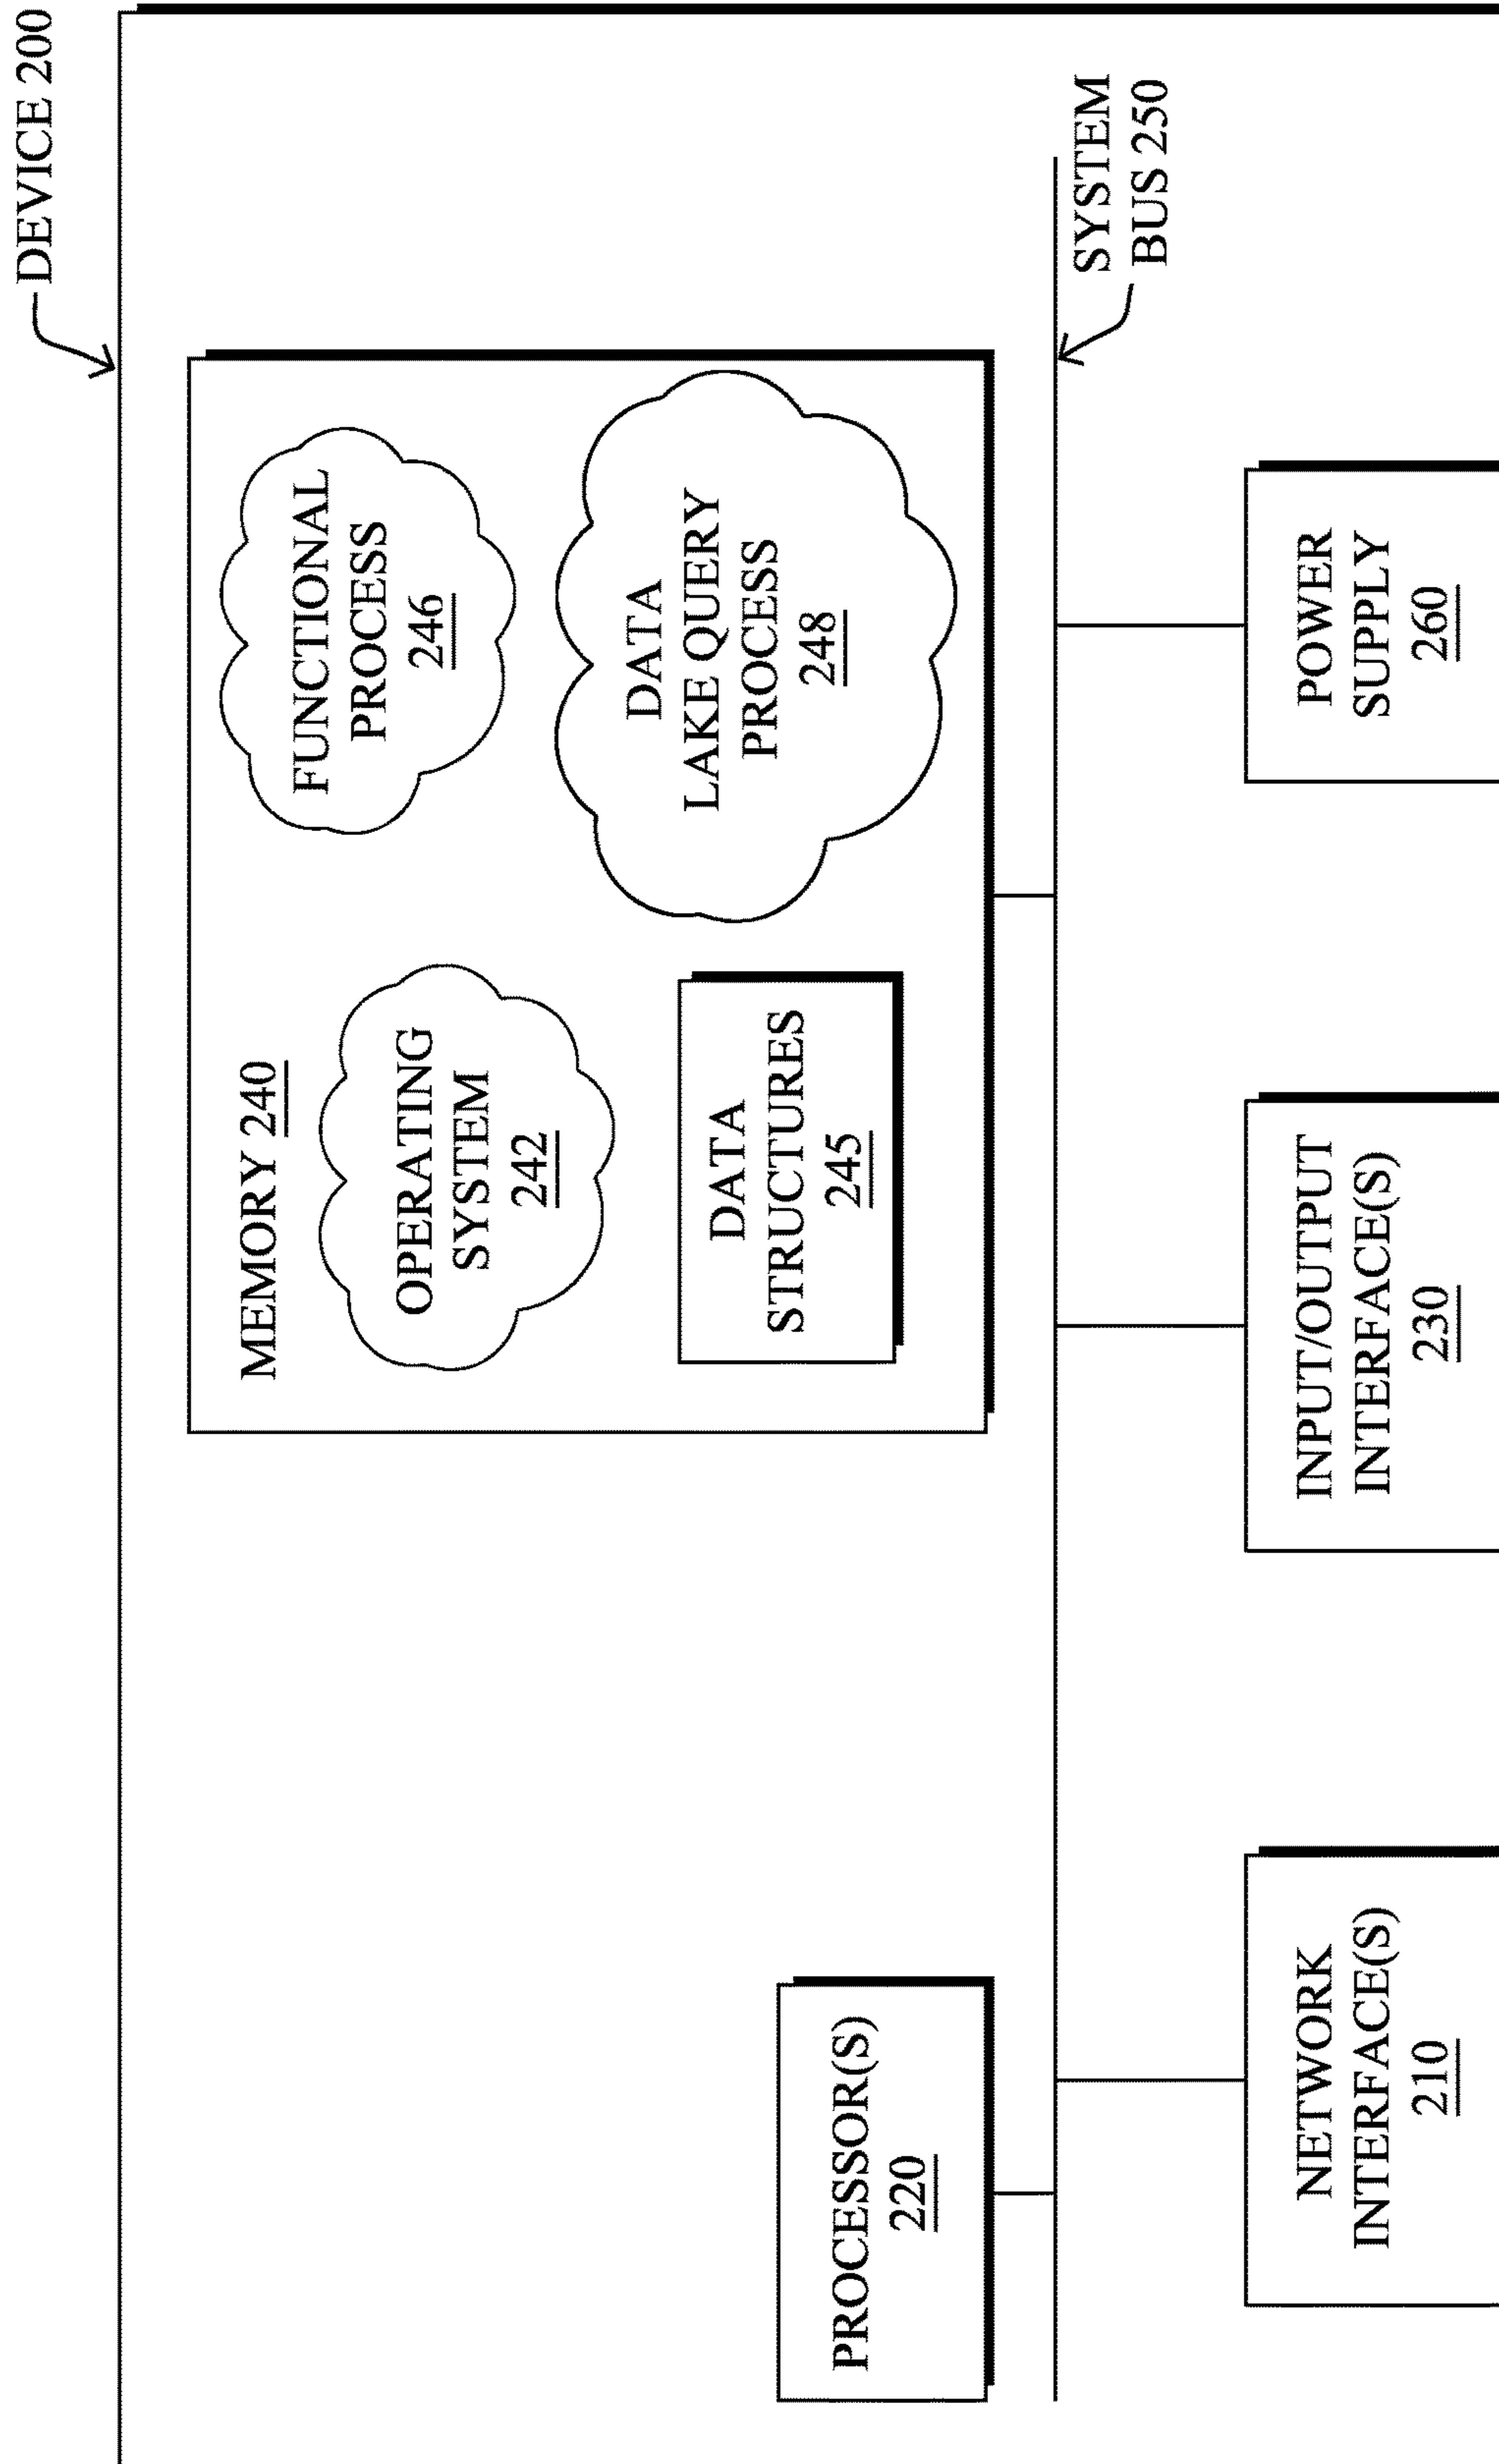 DEVICE 200
MEMORY 240
OPERATING
SYSTEM
242
DATA
STRUCTURES
245
FUNCTIONAL
PROCESS
246
DATA
LAKE QUERY
PROCESS
248
PROCESSOR(S)
220
SYSTEM
BUS 250
NETWORK
INTERFACE(S)
210
INPUT/OUTPUT
INTERFACE(S)
230
POWER
SUPPLY
260